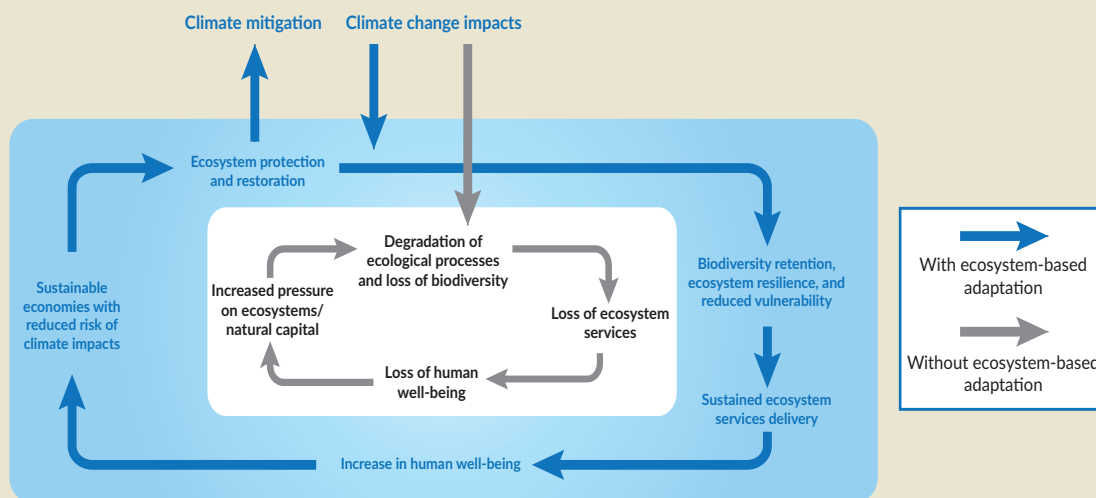 Climate mitigation
Climate change impacts
Ecosystem protection
and restoration
Degradation of
ecological processes
and loss of biodiversity
Increased pressure
on ecosystems/
natural capital
Loss of ecosystem
services
Loss of human
well-being
Biodiversity retention,
ecosystem resilience, and
reduced vulnerability
Sustainable
economies with
reduced risk of
climate impacts
Sustained ecosystem
services delivery
Increase in human well-being
With ecosystem-based
adaptation
Without ecosystem-based
adaptation